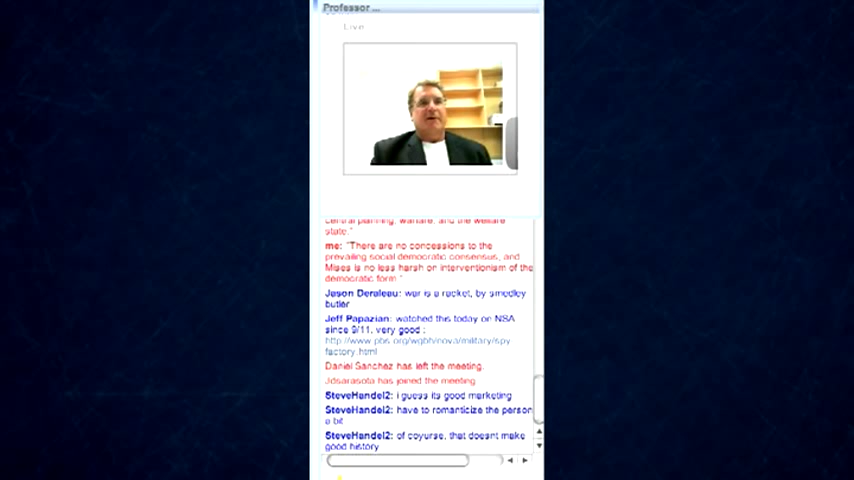 Professor ...
Live
central planning, warfare, and the welfare
state."
me: "There are no concessions to the
prevailing social democratic consensus, and
Mises is no less harsh on interventionism of the
democratic form."
Jason Deraleau: war is a racket, by smedley
butler
Jeff Papazian: watched this today on NSA
since 9/11, very good :
http://www.pbs.org/wgbh/nova/military/spy-
factory.html
Daniel Sanchez has left the meeting.
Jdsarasota has joined the meeting.
SteveHandel2: i guess its good marketing
SteveHandel2: have to romanticize the person
a bit
SteveHandel2: of coyurse, that doesnt make
good history